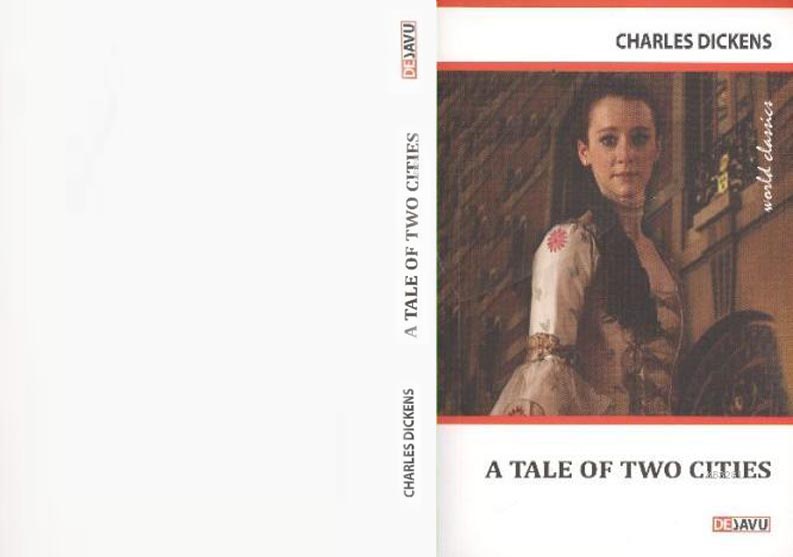 DEJAVU
A TALE OF TWO CITIES
CHARLES DICKENS
CHARLES DICKENS
world classics
A TALE OF TWO CITIES
DEJAVU